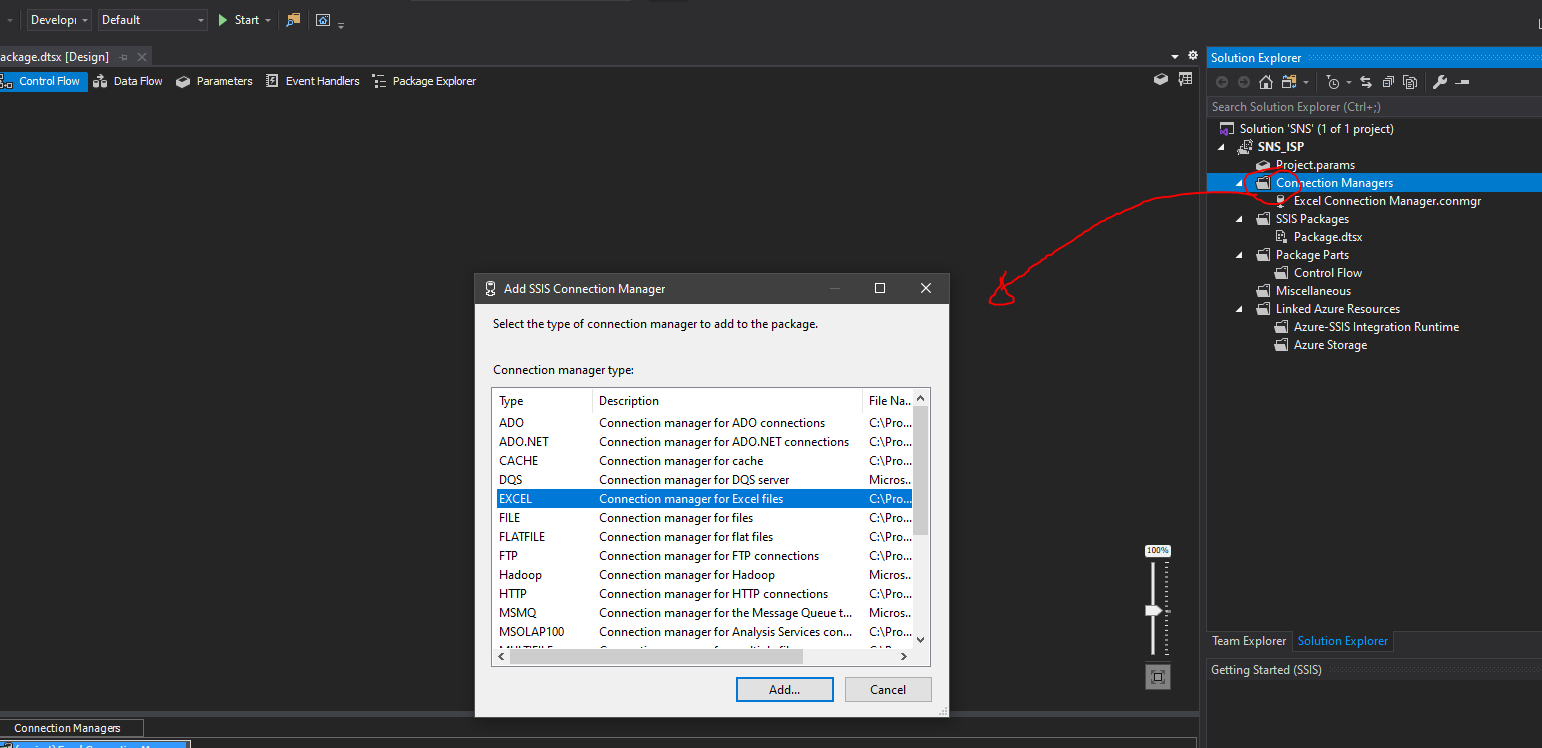 Develop Default Start
ackage.dtsx [Design]
Control Flow Data Flow Parameters Event Handlers Package Explorer
Add SSIS Connection Manager
Select the type of connection manager to add to the package.
Connection manager type:
Type Description File Na...
ADO Connection manager for ADO connections C:\Pro...
ADO.NET Connection manager for ADO.NET connections C:\Pro...
CACHE Connection manager for cache C:\Pro...
DQS Connection manager for DQS server Micros...
EXCEL Connection manager for Excel files C:\Pro...
FILE Connection manager for files C:\Pro...
FLATFILE Connection manager for flat files C:\Pro...
FTP Connection manager for FTP connections C:\Pro...
Hadoop Connection manager for Hadoop Micros...
HTTP Connection manager for HTTP connections C:\Pro...
MSMQ Connection manager for the Message Queue t... Micros...
MSOLAP100 Connection manager for Analysis Services con... C:\Pro...
Add... Cancel
100%
Connection Managers
Solution Explorer
Search Solution Explorer (Ctrl+;)
Solution 'SNS' (1 of 1 project)
SNS_ISP
Project.params
Connection Managers
Excel Connection Manager.conmgr
SSIS Packages
Package.dtsx
Package Parts
Control Flow
Miscellaneous
Linked Azure Resources
Azure-SSIS Integration Runtime
Azure Storage
Team Explorer Solution Explorer
Getting Started (SSIS)